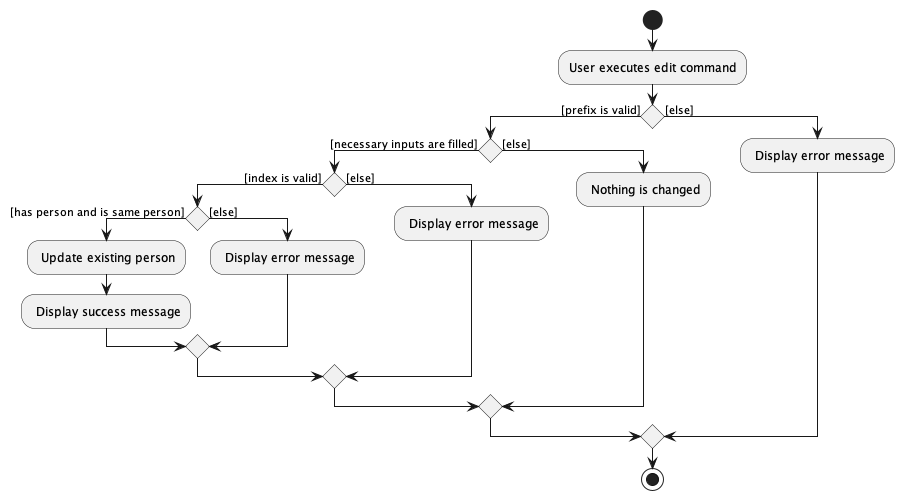 User executes edit command
[prefix is valid]
[else]
[necessary inputs are filled]
[else]
Display error message
[index is valid]
[else]
Nothing is changed
[has person and is same person]
[else]
Display error message
Update existing person
Display error message
Display success message